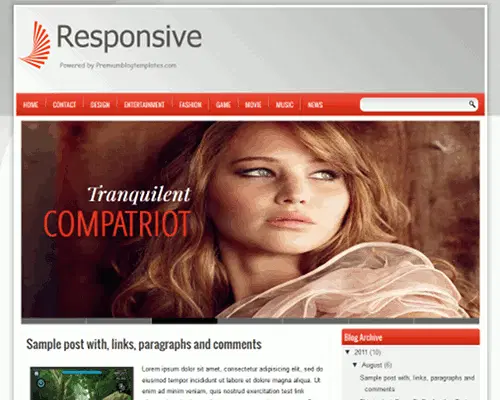 Responsive
Powered by Premiumblogtemplates.com
HOME CONTACT DESIGN ENTERTAINMENT FASHION GAME MOVIE MUSIC NEWS
Tranquilent
COMPATRIOT
Sample post with, links, paragraphs and comments
Lorem ipsum dolor sit amet, consectetur adipisicing elit,
sed do eiusmod tempor incididunt ut labore et dolore magna aliqua. Ut
enim ad minim veniam, quis nostrud exercitation test link
Blog Archive
▼ 2011 (10)
▼ August (6)
Sample post with, links, paragraphs and
comments